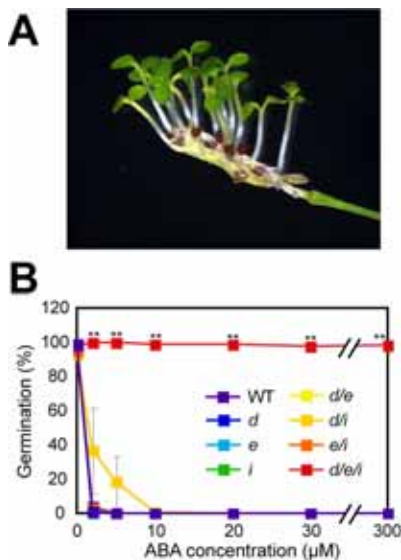 A
B
120
100
80
60
40
20
0
Germination (%)
** ** ** ** ** **
WT
d
e
i
d/e
d/i
e/i
d/e/i
0 10 20 30 300
ABA concentration (µM)